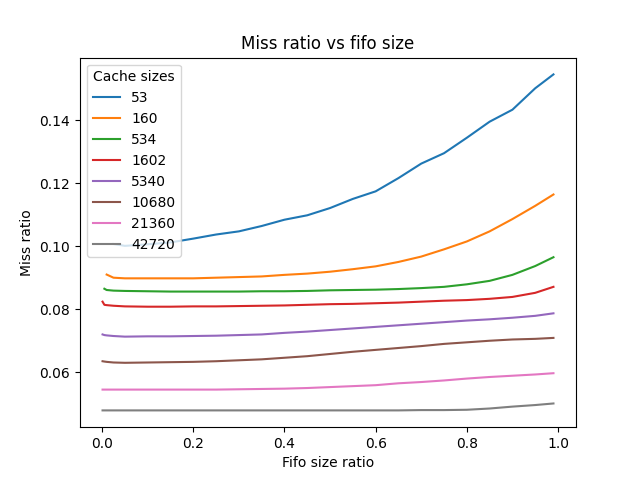 Miss ratio vs fifo size
Cache sizes
53
160
534
1602
5340
10680
21360
42720
0.14
0.12
0.10
0.08
0.06
Miss ratio
0.0 0.2 0.4 0.6 0.8 1.0
Fifo size ratio